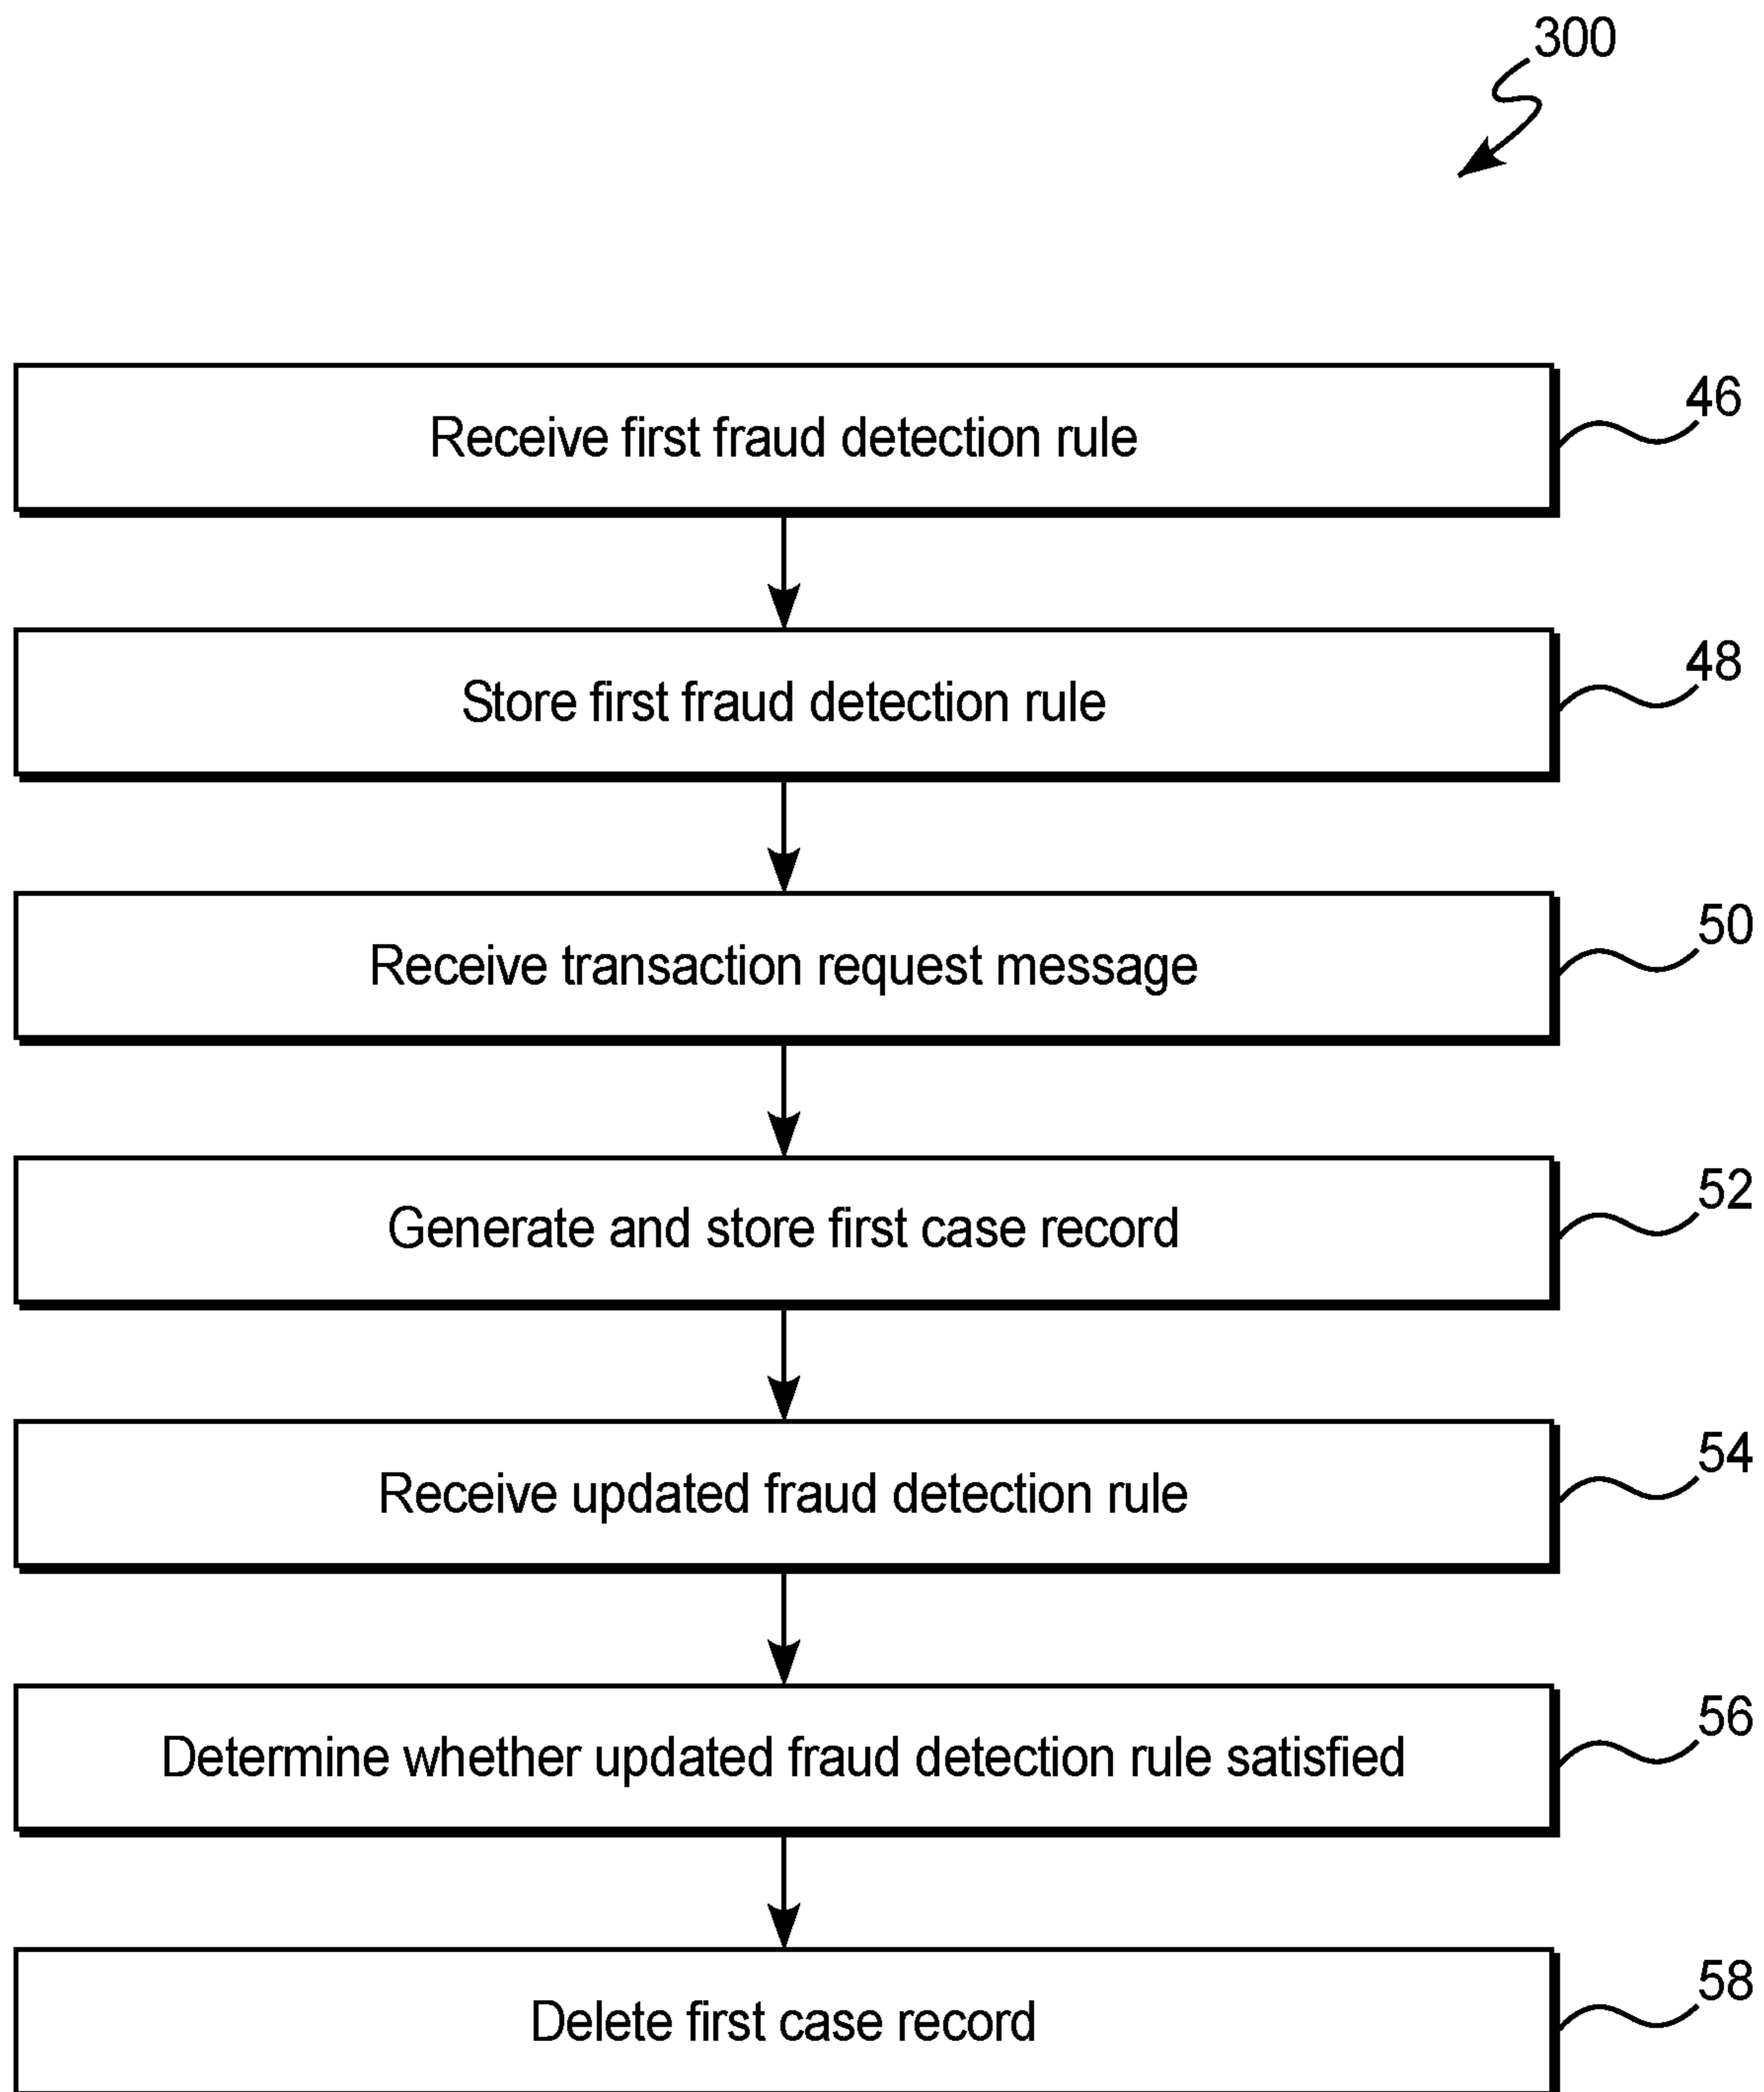 300
Receive first fraud detection rule
46
Store first fraud detection rule
48
Receive transaction request message
50
Generate and store first case record
52
Receive updated fraud detection rule
54
Determine whether updated fraud detection rule satisfied
56
Delete first case record
58